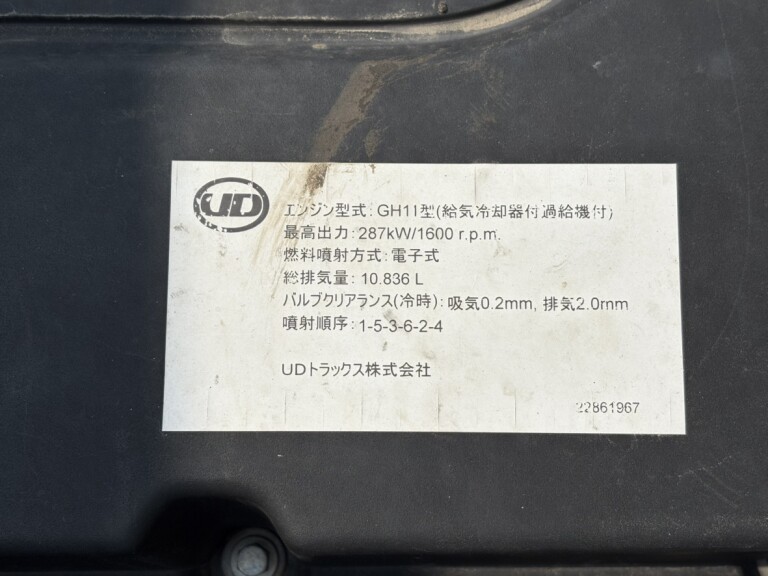 UD
エンジン型式: GH11型(給気冷却器付過給機付)
最高出力: 287kW/1600 r.p.m.
燃料噴射方式: 電子式
総排気量: 10.836 L
バルブクリアランス(冷時): 吸気0.2mm, 排気2.0mm
噴射順序: 1-5-3-6-2-4
UDトラックス株式会社
22861967